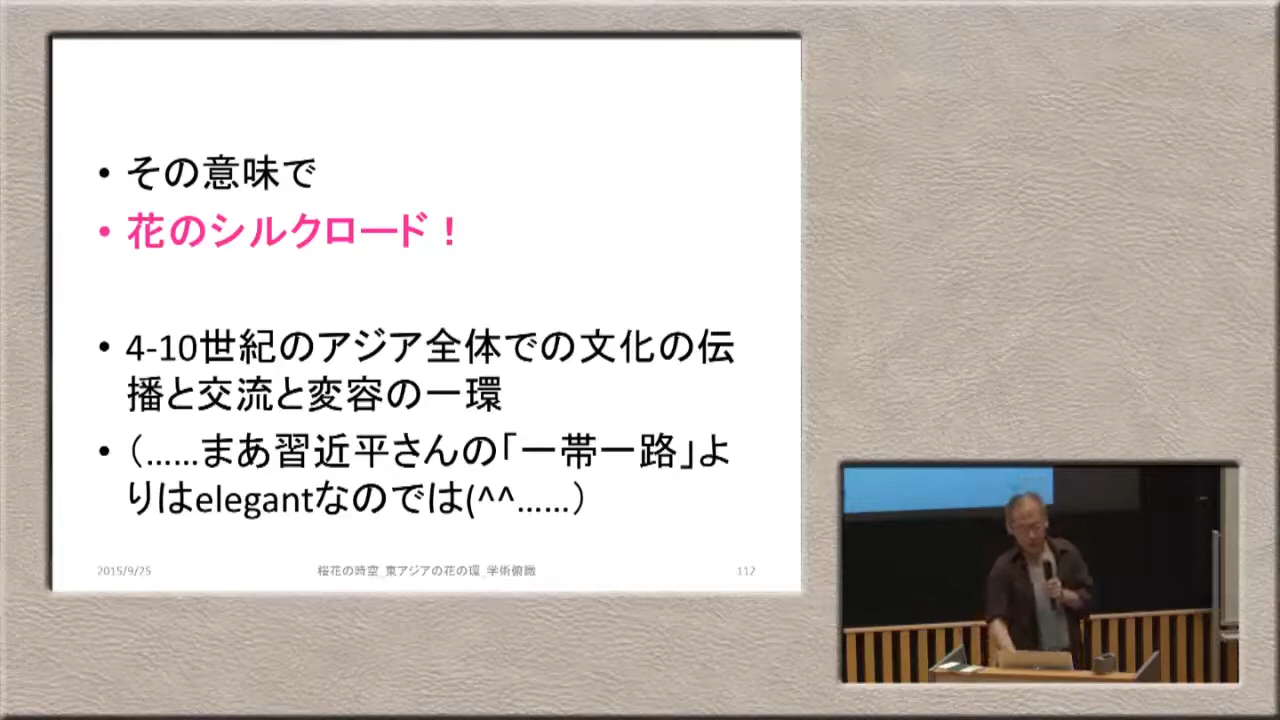 • その意味で
• 花のシルクロード！
• 4-10世紀のアジア全体での文化の伝
播と交流と変容の一環
• （……まあ習近平さんの「一帯一路」よ
りはelegantなのでは(^^……）
2015/9/25 桜花の時空_東アジアの花の環_学術俯瞰 112